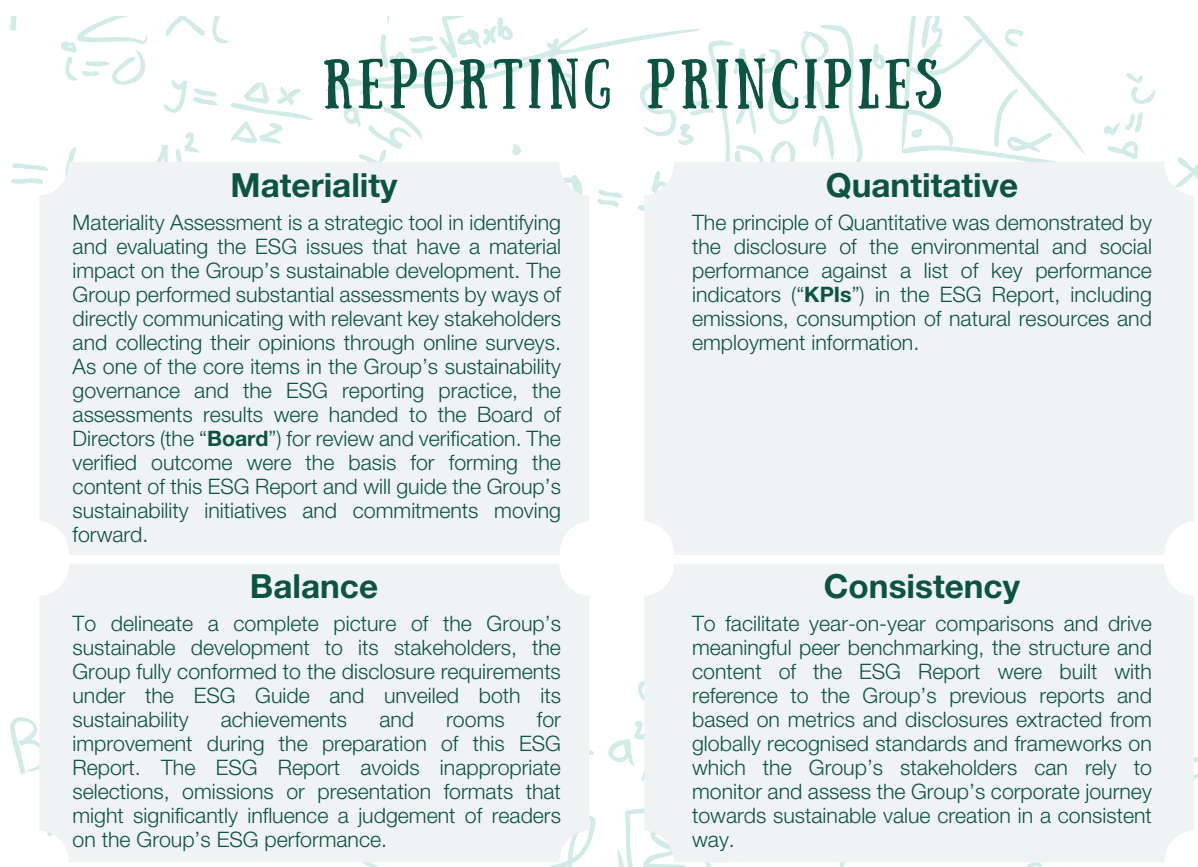 REPORTING PRINCIPLES
Materiality
Materiality Assessment is a strategic tool in identifying
and evaluating the ESG issues that have a material
impact on the Group's sustainable development. The
Group performed substantial assessments by ways of
directly communicating with relevant key stakeholders
and collecting their opinions through online surveys.
As one of the core items in the Group's sustainability
governance and the ESG reporting practice, the
assessments results were handed to the Board of
Directors (the “Board”) for review and verification. The
verified outcome were the basis for forming the
content of this ESG Report and will guide the Group's
sustainability initiatives and commitments moving
forward.
Quantitative
The principle of Quantitative was demonstrated by
the disclosure of the environmental and social
performance against a list of key performance
indicators (“KPIs”) in the ESG Report, including
emissions, consumption of natural resources and
employment information.
Balance
To delineate a complete picture of the Group's
sustainable development to its stakeholders, the
Group fully conformed to the disclosure requirements
under the ESG Guide and unveiled both its
sustainability achievements and rooms for
improvement during the preparation of this ESG
Report. The ESG Report avoids inappropriate
selections, omissions or presentation formats that
might significantly influence a judgement of readers
on the Group's ESG performance.
Consistency
To facilitate year-on-year comparisons and drive
meaningful peer benchmarking, the structure and
content of the ESG Report were built with
reference to the Group's previous reports and
based on metrics and disclosures extracted from
globally recognised standards and frameworks on
which the Group's stakeholders can rely to
monitor and assess the Group's corporate journey
towards sustainable value creation in a consistent
way.